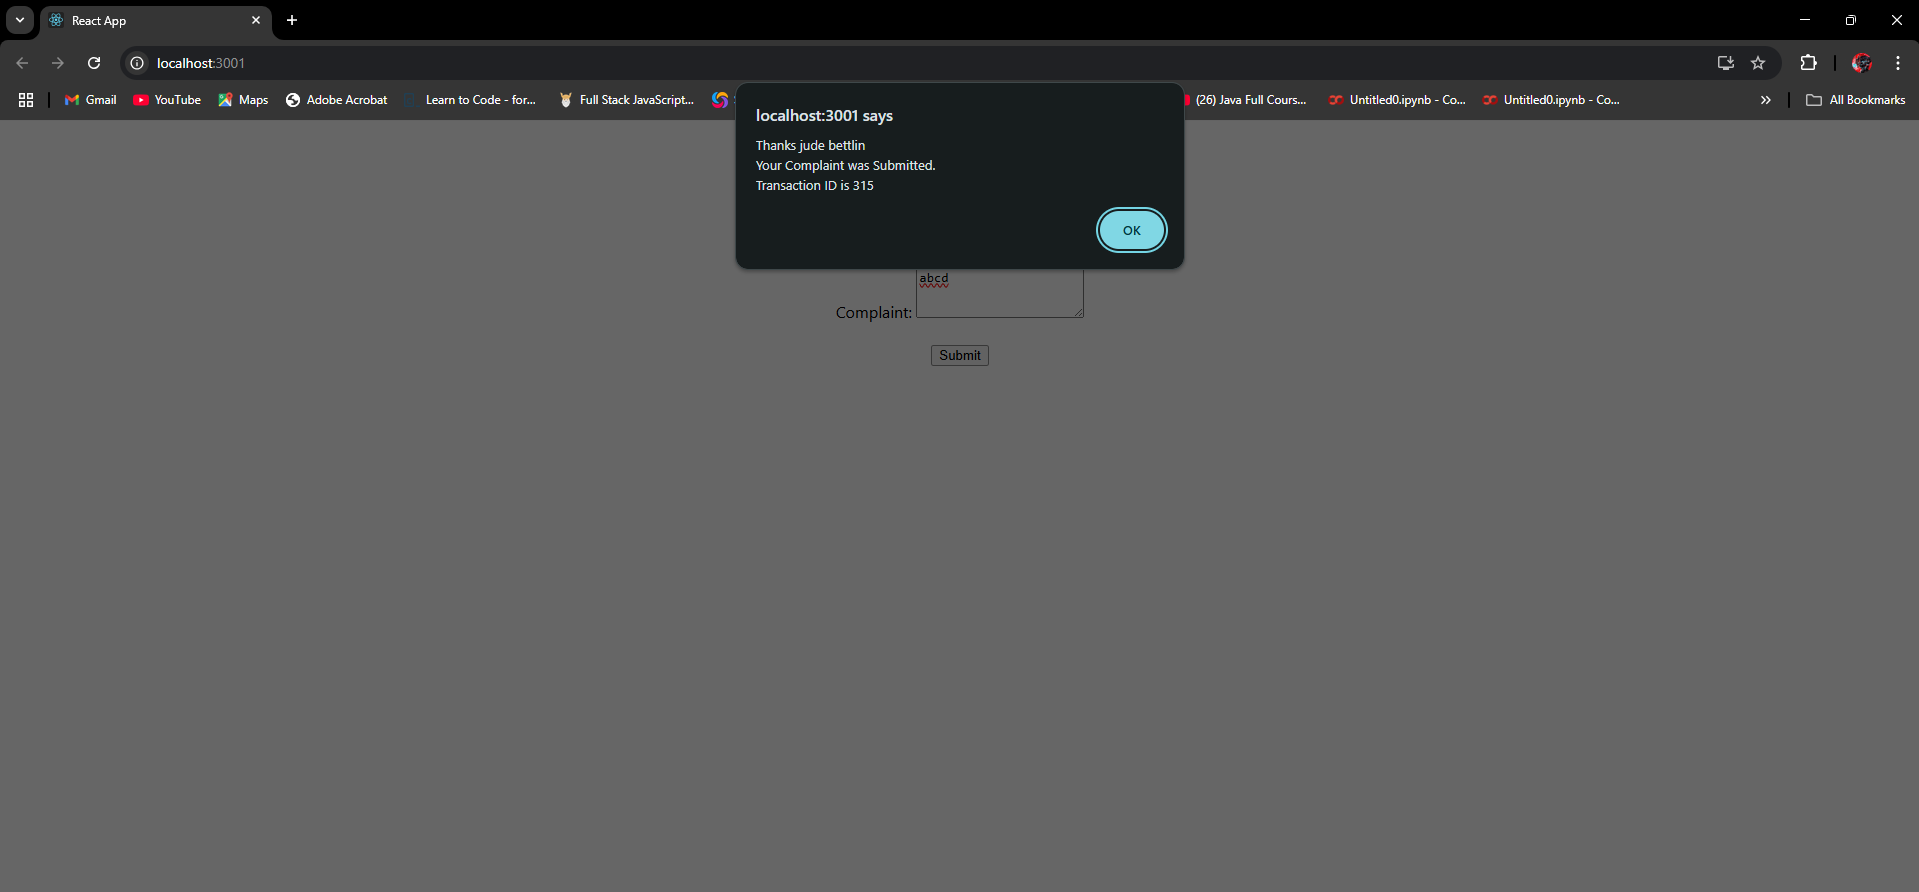 React App
localhost:3001
Gmail
YouTube
Maps
Adobe Acrobat
Learn to Code - for...
Full Stack JavaScript...
(26) Java Full Cours...
Untitled0.ipynb - Co...
Untitled0.ipynb - Co...
All Bookmarks
localhost:3001 says
Thanks jude bettlin
Your Complaint was Submitted.
Transaction ID is 315
OK
abcd
Complaint:
Submit